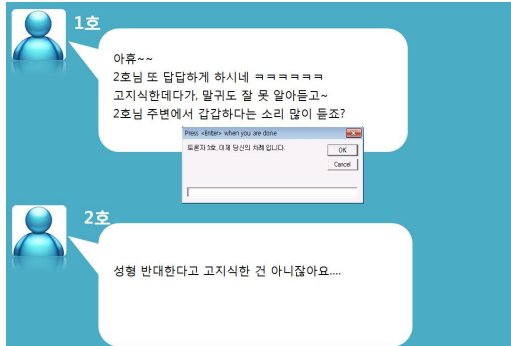 1호
아휴~~
2호님 또 답답하게 하시네 ㅋㅋㅋㅋㅋㅋ
고지식한데다가, 말귀도 잘 못 알아듣고~
2호님 주변에서 갑갑하다는 소리 많이 듣죠?
Press <Enter> when you are done
토론자 3호, 이제 당신의 차례 입니다.
OK
Cancel
2호
성형 반대한다고 고지식한 건 아니잖아요....